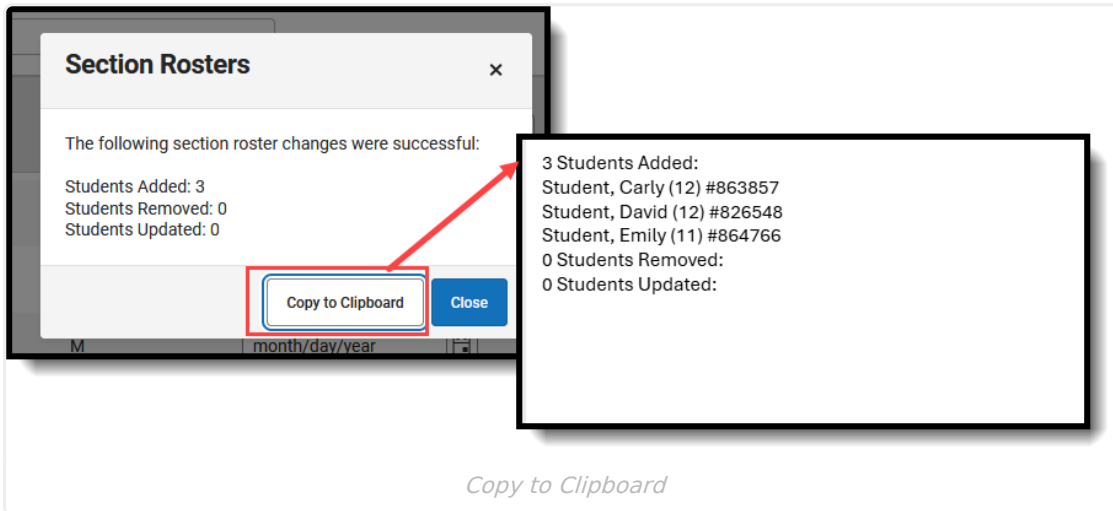 Section Rosters
×
The following section roster changes were successful:
Students Added: 3
Students Removed: 0
Students Updated: 0
Copy to Clipboard
Close
M
month/day/year
3 Students Added:
Student, Carly (12) #863857
Student, David (12) #826548
Student, Emily (11) #864766
0 Students Removed:
0 Students Updated:
Copy to Clipboard